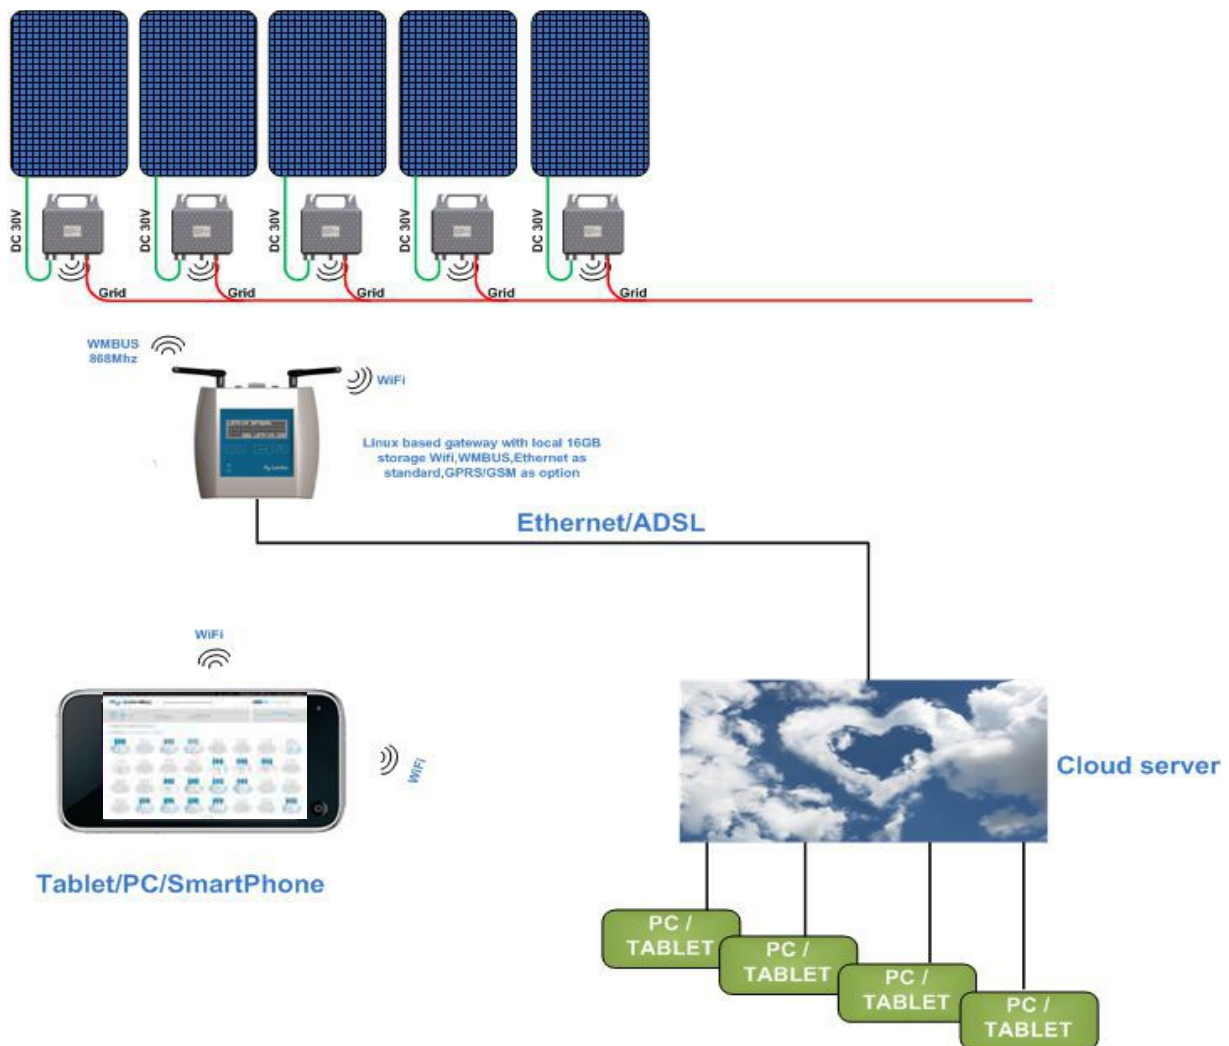 DC 30V
DC 30V
DC 30V
DC 30V
DC 30V
Grid
Grid
Grid
Grid
Grid
WMBUS
868Mhz
WiFi
Linux based gateway with local 16GB
storage Wifi,WMBUS,Ethernet as
standard,GPRS/GSM as option
Ethernet/ADSL
WiFi
WiFi
Cloud server
Tablet/PC/SmartPhone
PC /
TABLET
PC /
TABLET
PC /
TABLET
PC /
TABLET